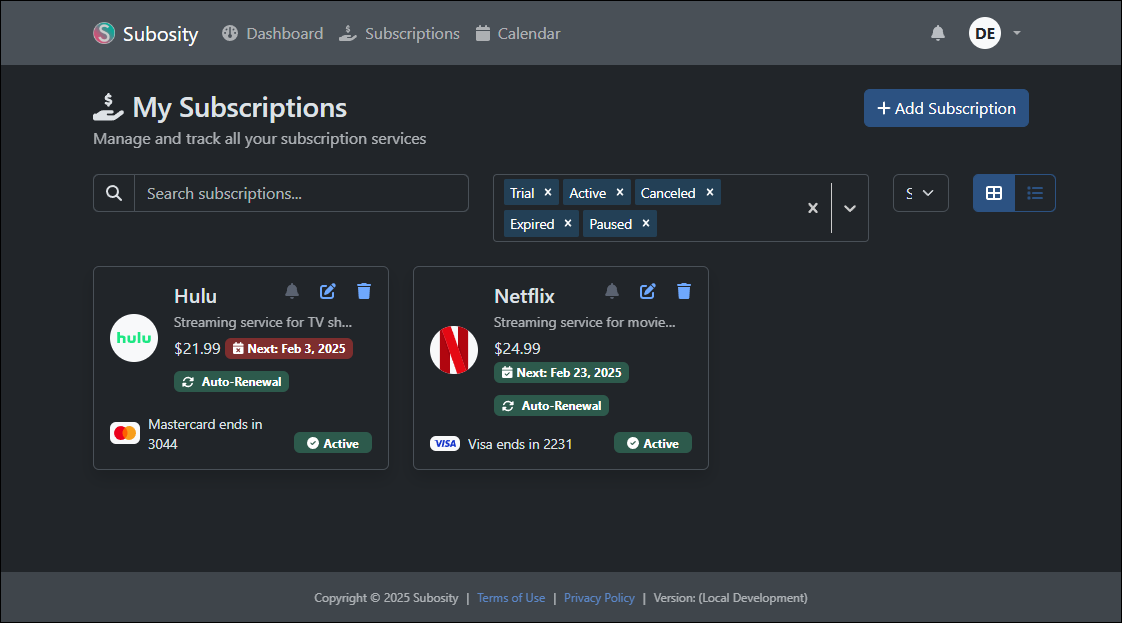 Subosity Dashboard Subscriptions Calendar DE
My Subscriptions
+ Add Subscription
Manage and track all your subscription services
Search subscriptions...
Trial × Active × Canceled ×
Expired × Paused ×
S
Hulu
Streaming service for TV sh...
hulu
$21.99 Next: Feb 3, 2025
Auto-Renewal
Mastercard ends in
3044
Active
Netflix
Streaming service for movie...
$24.99
Next: Feb 23, 2025
Auto-Renewal
VISA Visa ends in 2231
Active
Copyright © 2025 Subosity | Terms of Use | Privacy Policy | Version: (Local Development)